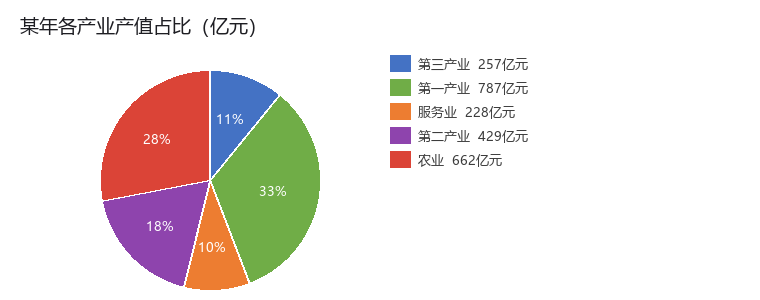 某年各产业产值占比（亿元）
第三产业 257亿元
第一产业 787亿元
服务业 228亿元
第二产业 429亿元
农业 662亿元
11%
28%
33%
18%
10%